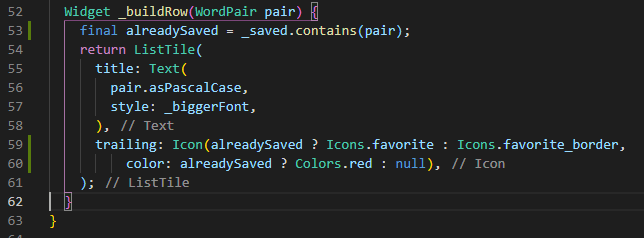 52 Widget _buildRow(WordPair pair) {
53 final alreadySaved = _saved.contains(pair);
54 return ListTile(
55 title: Text(
56 pair.asPascalCase,
57 style: _biggerFont,
58 ), // Text
59 trailing: Icon(alreadySaved ? Icons.favorite : Icons.favorite_border,
60 color: alreadySaved ? Colors.red : null), // Icon
61 ); // ListTile
62 }
63 }
64